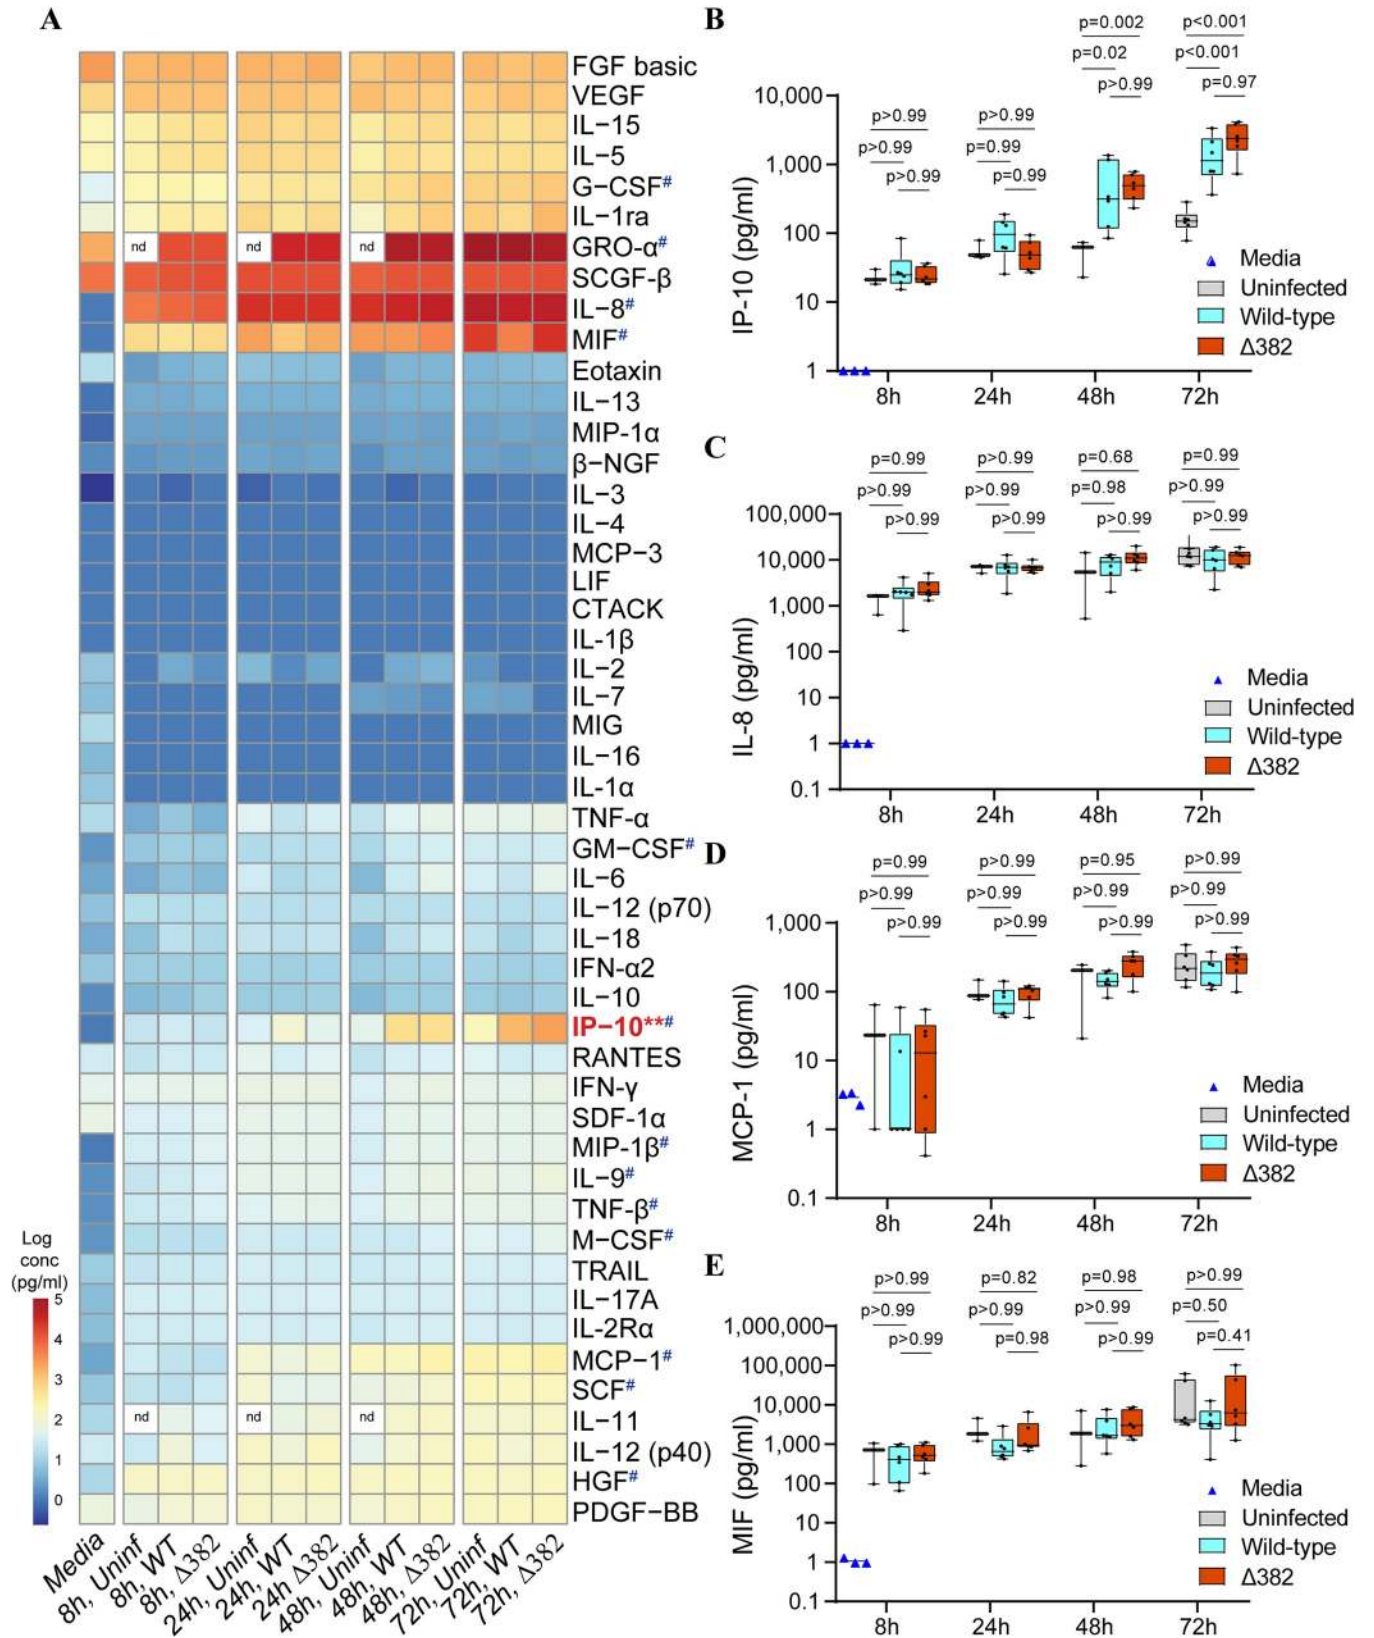 A
FGF basic
VEGF
IL−15
IL−5
G−CSF#
IL−1ra
nd
nd
nd
GRO-α#
SCGF-β
IL−8#
MIF#
Eotaxin
IL−13
MIP-1α
β−NGF
IL−3
IL−4
MCP−3
LIF
CTACK
IL-1β
IL−2
IL−7
MIG
IL−16
IL−1α
TNF-α
GM−CSF#
IL−6
IL−12 (p70)
IL−18
IFN-α2
IL−10
IP−10**#
RANTES
IFN-γ
SDF-1α
MIP-1β#
IL−9#
TNF-β#
M−CSF#
TRAIL
IL−17A
IL-2Rα
MCP−1#
SCF#
nd
nd
nd
IL−11
IL−12 (p40)
HGF#
PDGF−BB
Log
conc
(pg/ml)
5
4
3
2
1
0
Media
8h, Uninf
8h, WT
8h, Δ382
24h, Uninf
24h, WT
24h Δ382
48h, Uninf
48h, WT
48h, Δ382
72h, Uninf
72h, WT
72h, Δ382
B
p=0.002
p<0.001
p=0.02
p<0.001
p>0.99
p=0.97
p>0.99
p>0.99
p>0.99
p=0.99
p>0.99
p=0.99
IP-10 (pg/ml)
10,000
1,000
100
10
1
8h
24h
48h
72h
Media
Uninfected
Wild-type
Δ382
C
p=0.99
p>0.99
p=0.68
p=0.99
p>0.99
p>0.99
p=0.98
p>0.99
p>0.99
p>0.99
p>0.99
p>0.99
IL-8 (pg/ml)
100,000
10,000
1,000
100
10
1
0.1
8h
24h
48h
72h
Media
Uninfected
Wild-type
Δ382
D
p=0.99
p>0.99
p=0.95
p>0.99
p>0.99
p>0.99
p>0.99
p>0.99
p>0.99
p>0.99
p>0.99
p>0.99
MCP-1 (pg/ml)
1,000
100
10
1
0.1
8h
24h
48h
72h
Media
Uninfected
Wild-type
Δ382
E
p>0.99
p=0.82
p=0.98
p>0.99
p>0.99
p>0.99
p>0.99
p=0.50
p>0.99
p=0.98
p>0.99
p=0.41
MIF (pg/ml)
1,000,000
100,000
10,000
1,000
100
10
1
0.1
8h
24h
48h
72h
Media
Uninfected
Wild-type
Δ382